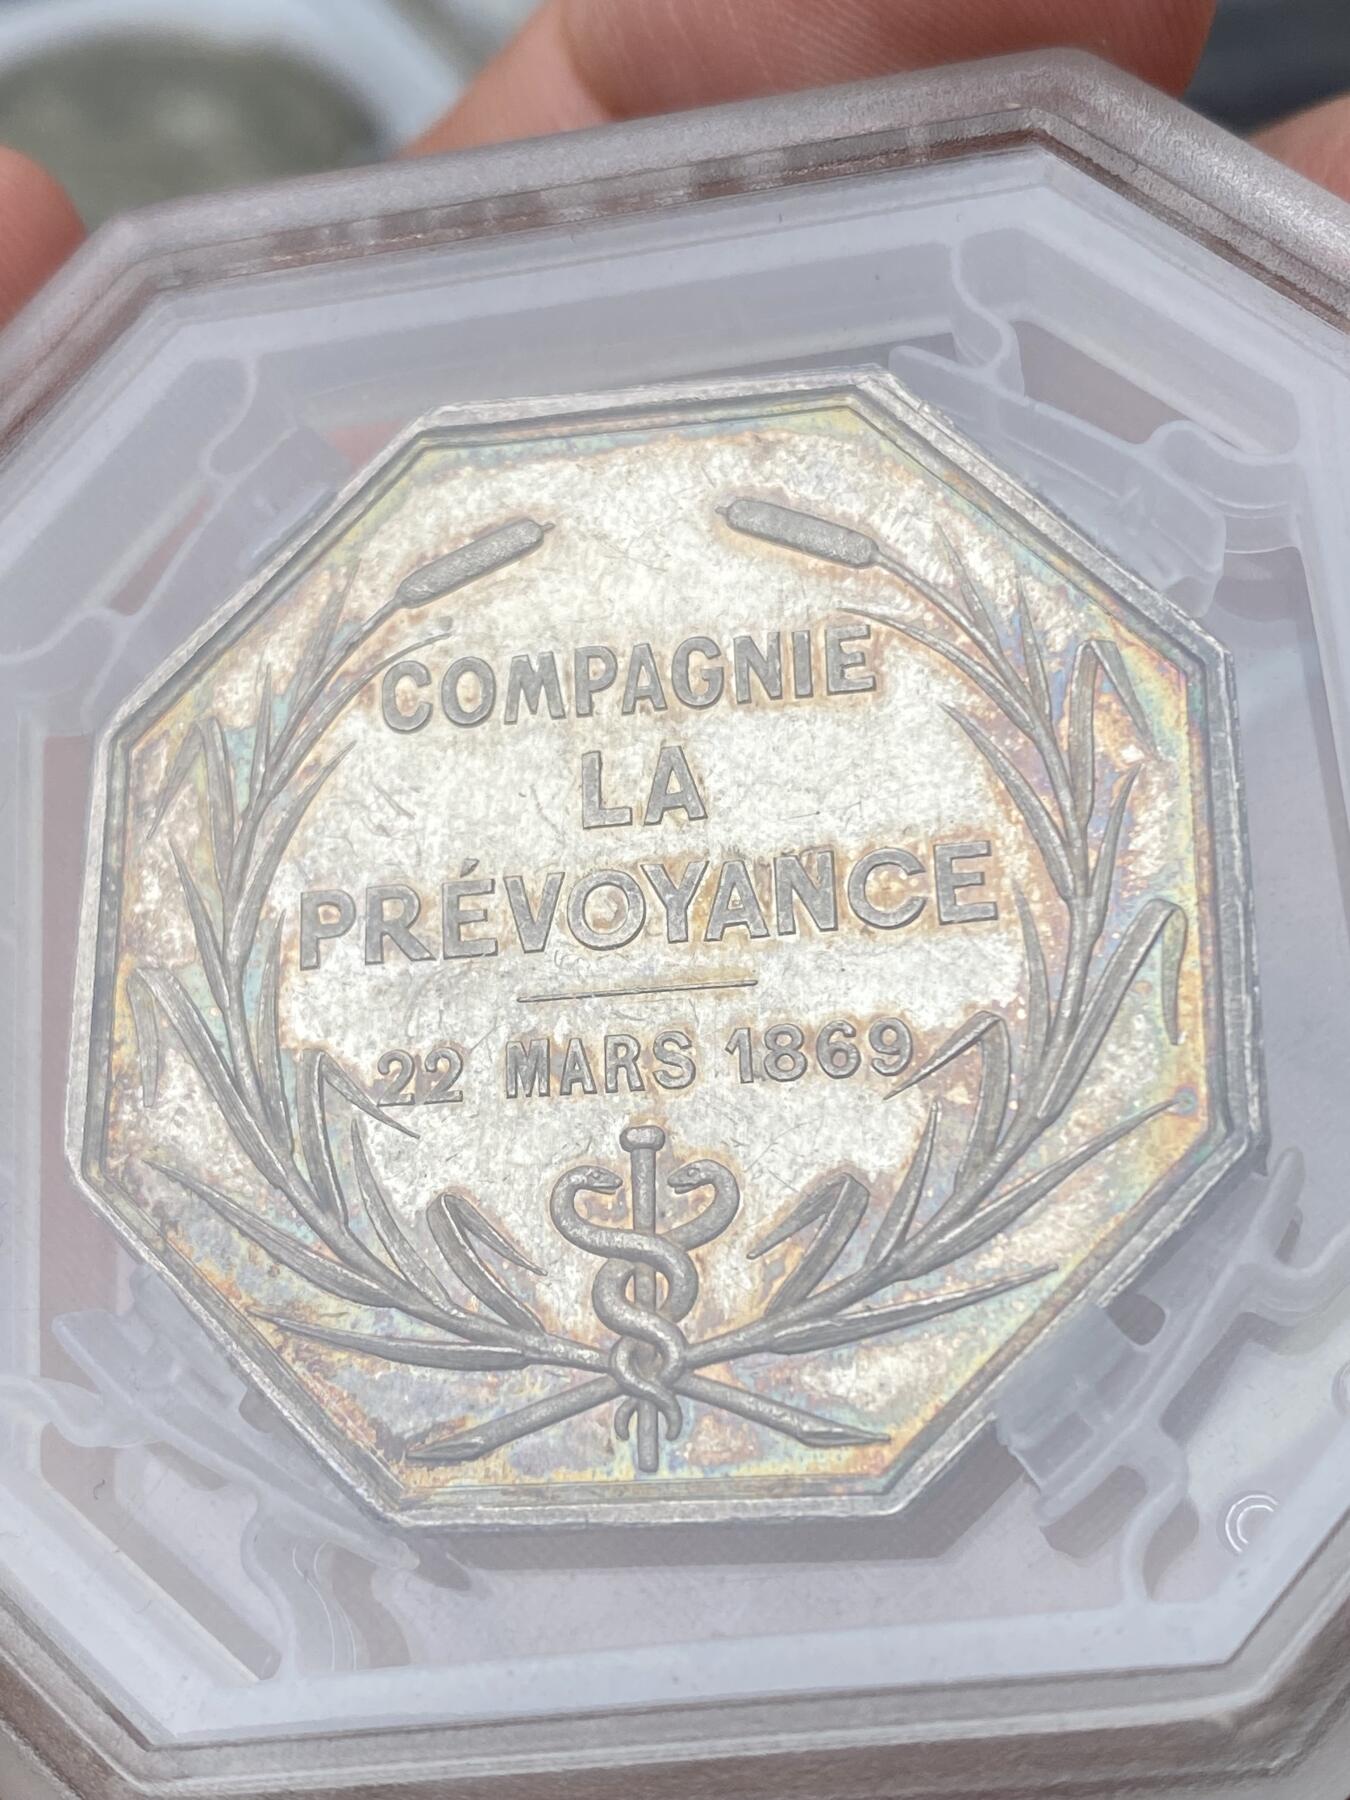 COMPAGNIE
LA
PRÉVOYANCE
22 MARS 1869